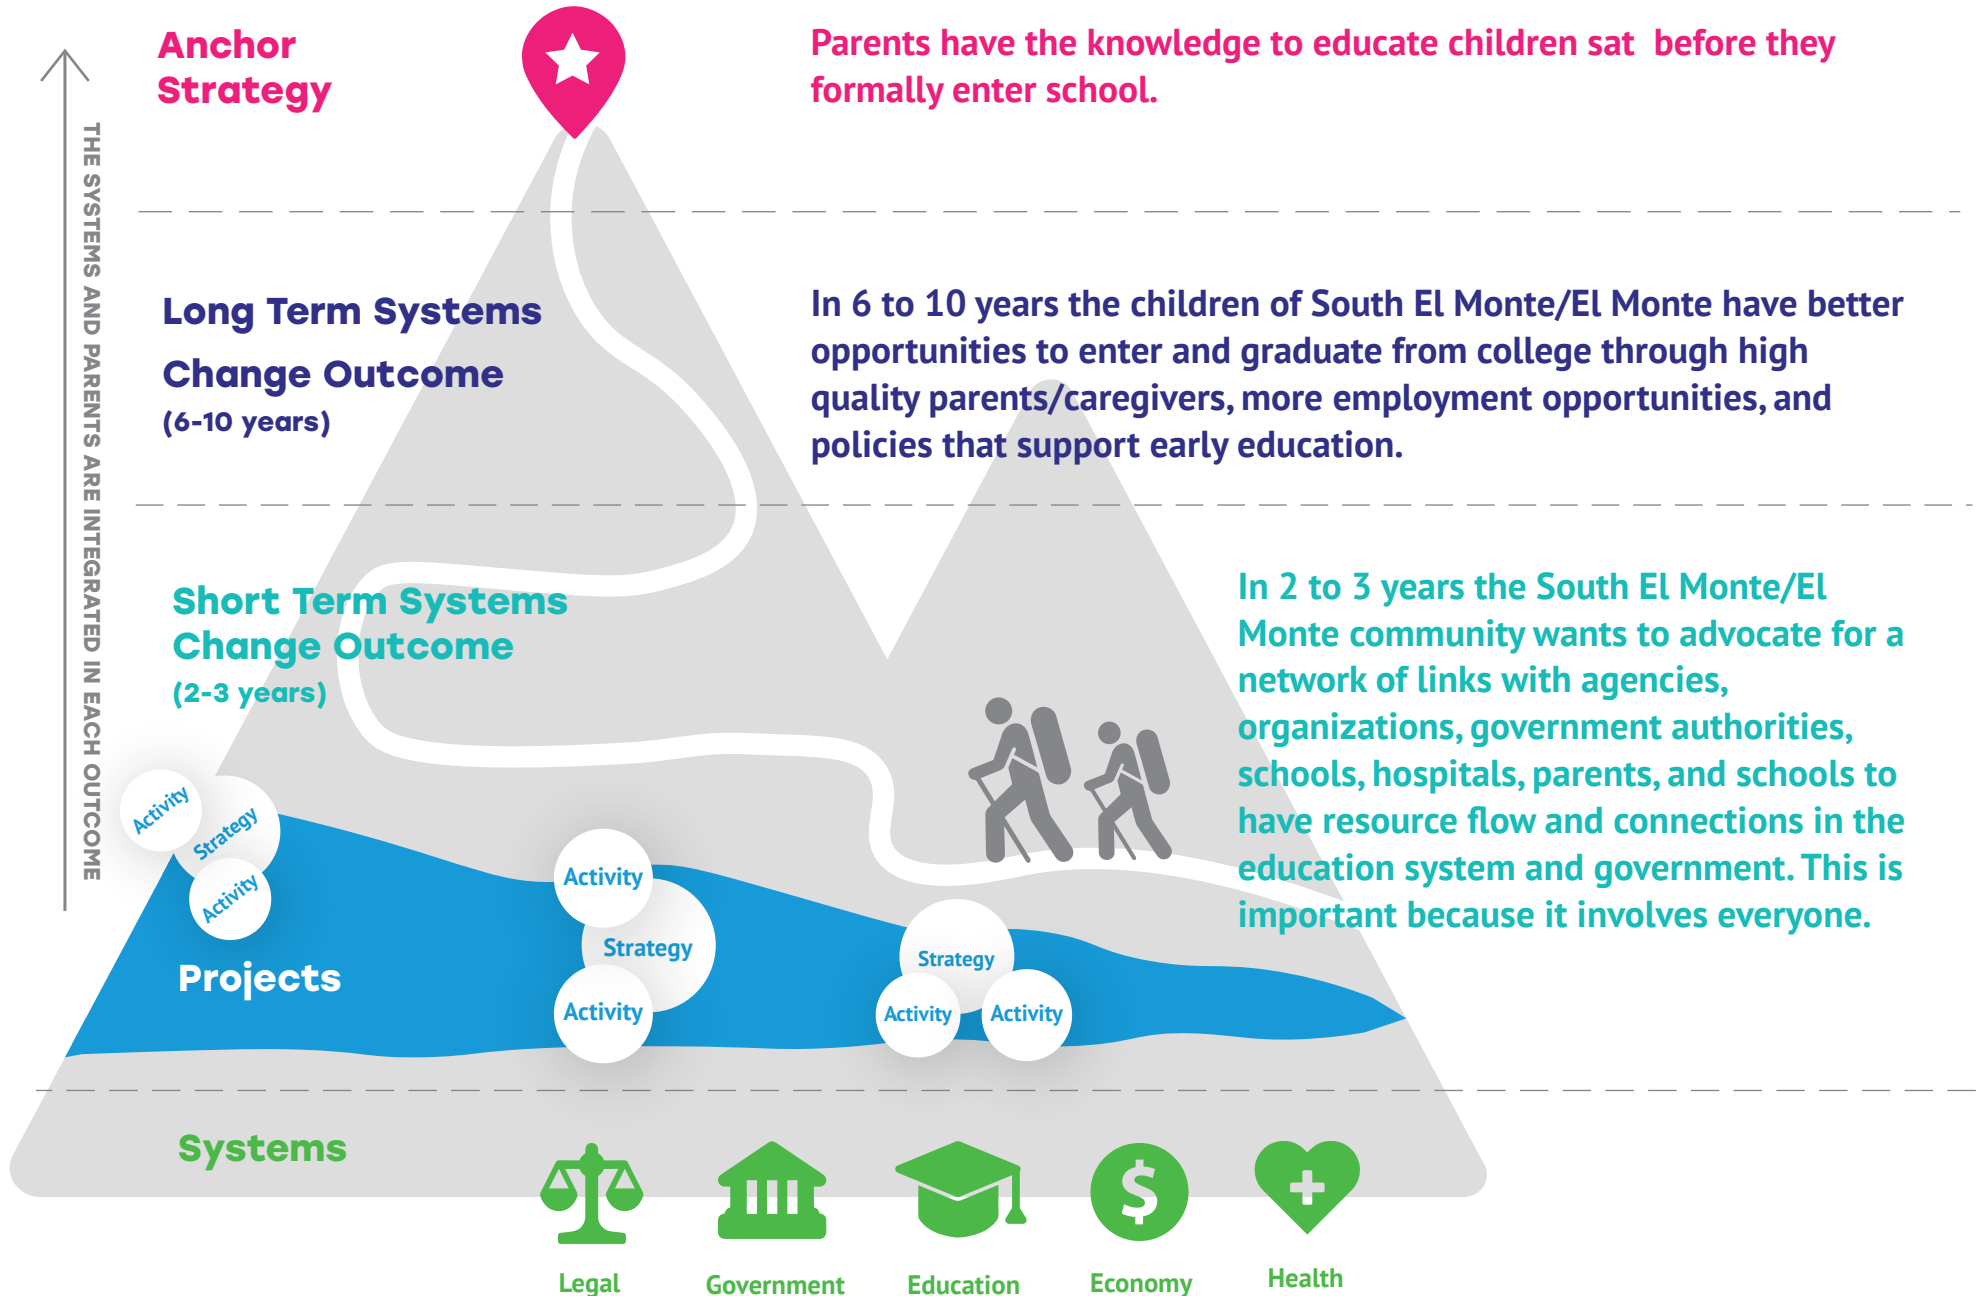 Anchor
Strategy
Parents have the knowledge to educate children sat  before they
formally enter school.
THE SYSTEMS AND PARENTS ARE INTEGRATED IN EACH OUTCOME
Long Term Systems
Change Outcome
(6-10 years)
In 6 to 10 years the children of South El Monte/El Monte have better
opportunities to enter and graduate from college through high
quality parents/caregivers, more employment opportunities, and
policies that support early education.
Short Term Systems
Change Outcome
(2-3 years)
In 2 to 3 years the South El Monte/El
Monte community wants to advocate for a
network of links with agencies,
organizations, government authorities,
schools, hospitals, parents, and schools to
have resource flow and connections in the
education system and government. This is
important because it involves everyone.
Activity
Strategy
Activity
Activity
Strategy
Activity
Strategy
Activity
Activity
Projects
Systems
Legal
Government
Education
Economy
Health